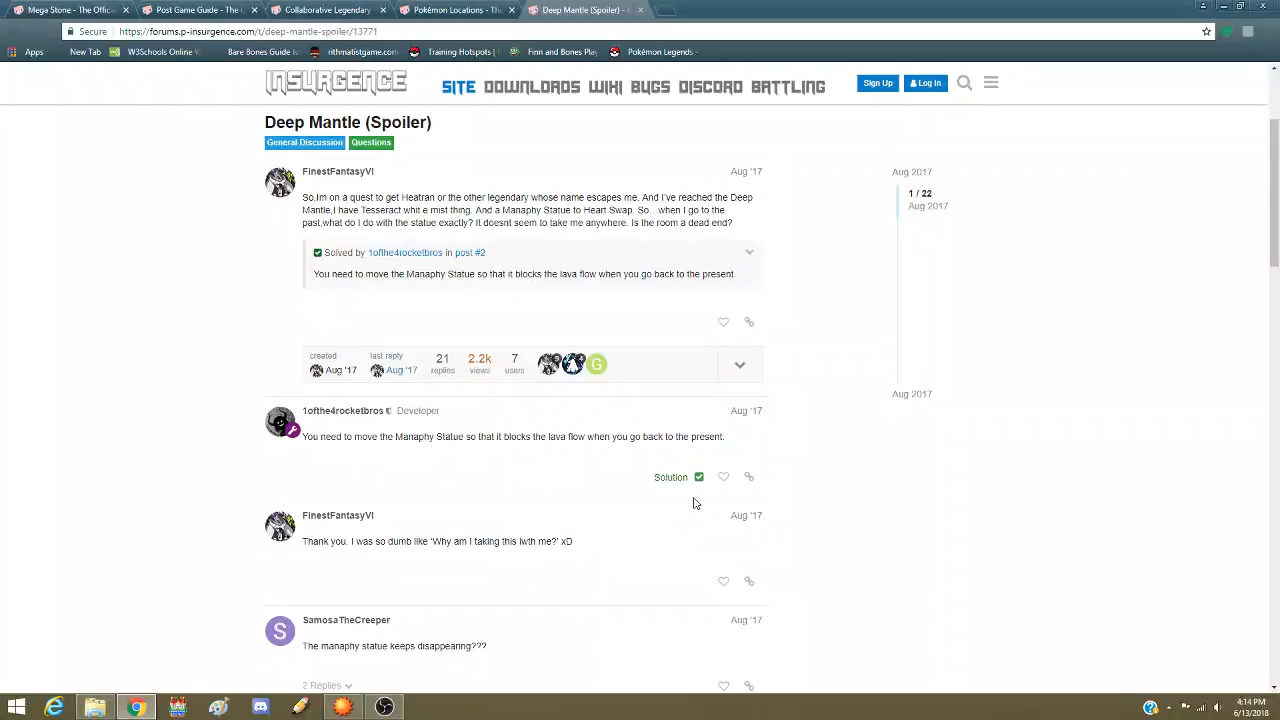 Mega Stone - The Official W
Post Game Guide - The
Collaborative Legendary
Pokémon Locations - The
Deep Mantle (Spoiler) -
Secure
https://forums.p-insurgence.com/t/deep-mantle-spoiler/13771
Apps
New Tab
W3Schools Online
Bare Bones Guide to
rithmatistgame.com
Training Hotspots
Finn and Bones Play
Pokémon Legends -
INSURGENCE
SITE DOWNLOADS WIKI BUGS DISCORD BATTLING
Sign Up
Log In
Deep Mantle (Spoiler)
General Discussion
Questions
FinestFantasyVI
Aug '17
So,Im on a quest to get Heatran or the other legendary whose name escapes me. And I've reached the Deep
Mantle,I have Tesseract whit e mist thing. And a Manaphy Statue to Heart Swap. So…when I go to the
past,what do I do with the statue exactly? It doesnt seem to take me anywhere. Is the room a dead end?
Solved by 1ofthe4rocketbros in post #2
You need to move the Manaphy Statue so that it blocks the lava flow when you go back to the present.
created
Aug '17
last reply
Aug '17
21
replies
2.2k
views
7
users
G
Aug 2017
1 / 22
Aug 2017
Aug 2017
1ofthe4rocketbros Developer
Aug '17
You need to move the Manaphy Statue so that it blocks the lava flow when you go back to the present.
Solution
FinestFantasyVI
Aug '17
Thank you. I was so dumb like 'Why am I taking this iwth me?' xD
S
SamosaTheCreeper
Aug '17
The manaphy statue keeps disappearing???
2 Replies
4:14 PM
6/13/2018